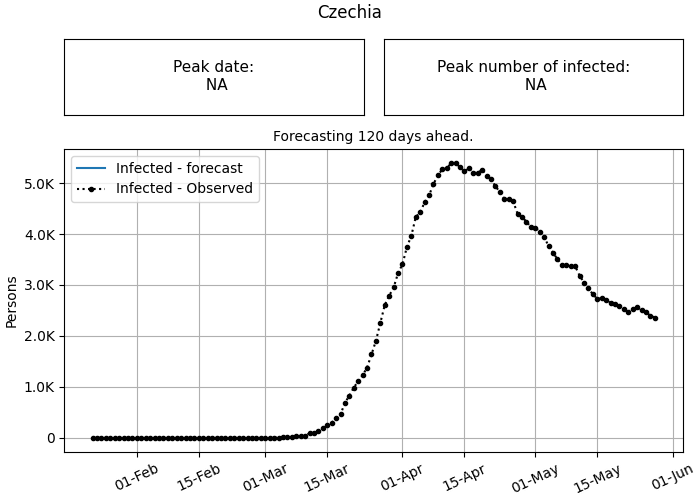 Czechia
Peak date:
NA
Peak number of infected:
NA
Forecasting 120 days ahead.
Infected - forecast
Infected - Observed
Persons
5.0K
4.0K
3.0K
2.0K
1.0K
0
01-Feb
15-Feb
01-Mar
15-Mar
01-Apr
15-Apr
01-May
15-May
01-Jun